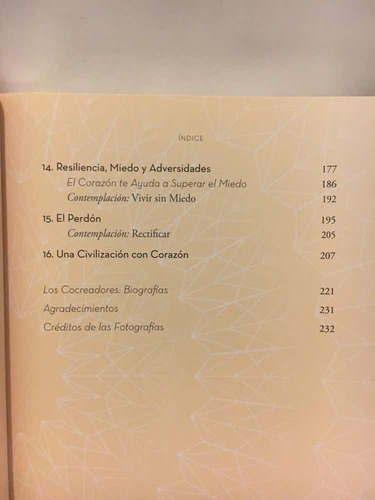 ÍNDICE
14. Resiliencia, Miedo y Adversidades 177
El Corazón te Ayuda a Superar el Miedo 186
Contemplación: Vivir sin Miedo 192
15. El Perdón 195
Contemplación: Rectificar 205
16. Una Civilización con Corazón 207
Los Cocreadores: Biografías 221
Agradecimientos 231
Créditos de las Fotografías 232